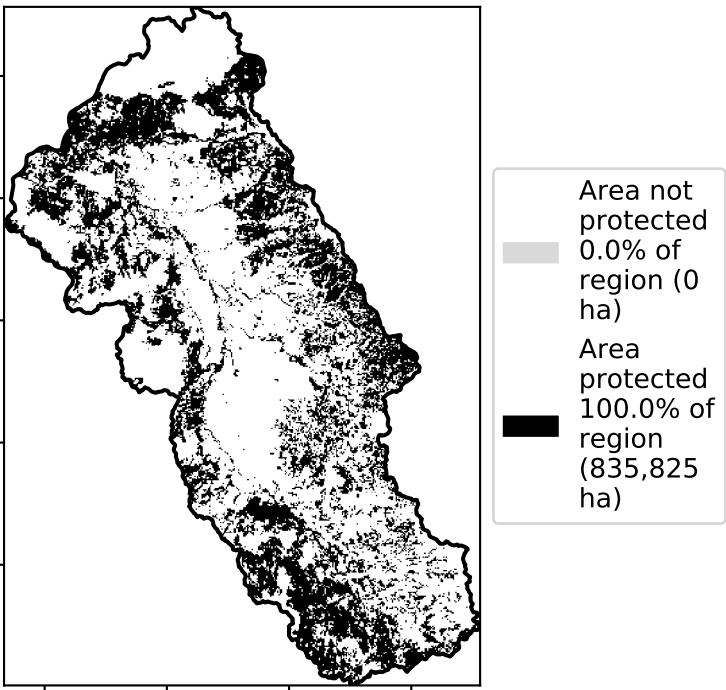 Area not
protected
0.0% of
region (0
ha)
Area
protected
100.0% of
region
(835,825
ha)